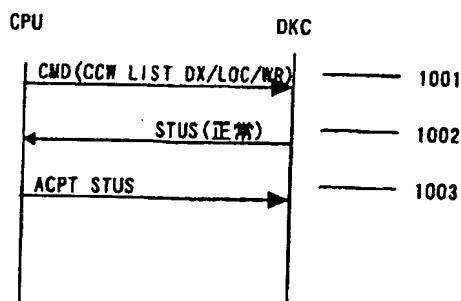 CPU DKC
CMD(CCW LIST DX/LOC/WR) 1001
STUS(正常) 1002
ACPT STUS 1003